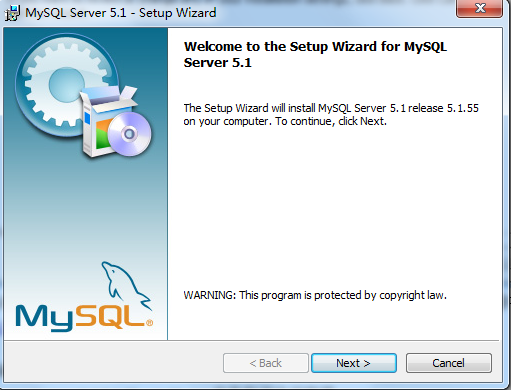 MySQL Server 5.1 - Setup Wizard
Welcome to the Setup Wizard for MySQL
Server 5.1
The Setup Wizard will install MySQL Server 5.1 release 5.1.55
on your computer. To continue, click Next.
WARNING: This program is protected by copyright law.
MySQL®
< Back
Next >
Cancel